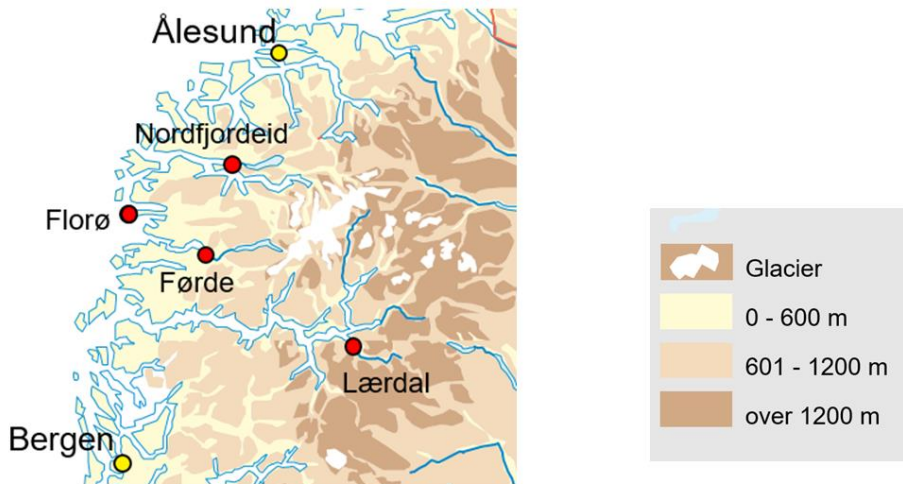 Ålesund
Nordfjordeid
Florø
Førde
Lærdal
Bergen
Glacier
0 - 600 m
601 - 1200 m
over 1200 m